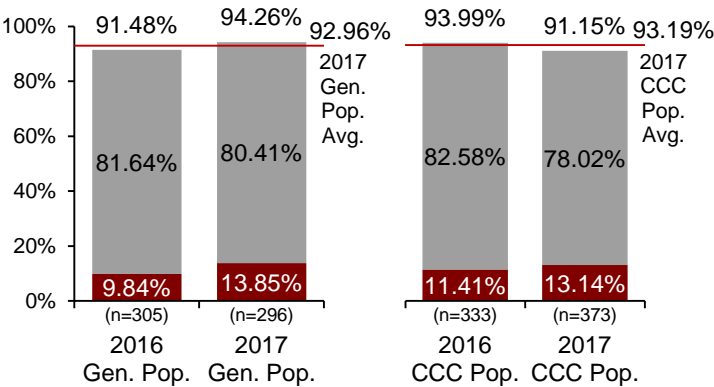 91.48%
94.26%
92.96%
93.99%
91.15%
93.19%
100%
80%
60%
40%
20%
0%
2017
Gen.
Pop.
Avg.
2017
CCC
Pop.
Avg.
81.64%
80.41%
82.58%
78.02%
9.84%
13.85%
11.41%
13.14%
(n=305)
(n=296)
(n=333)
(n=373)
2016
Gen. Pop.
2017
Gen. Pop.
2016
CCC Pop.
2017
CCC Pop.